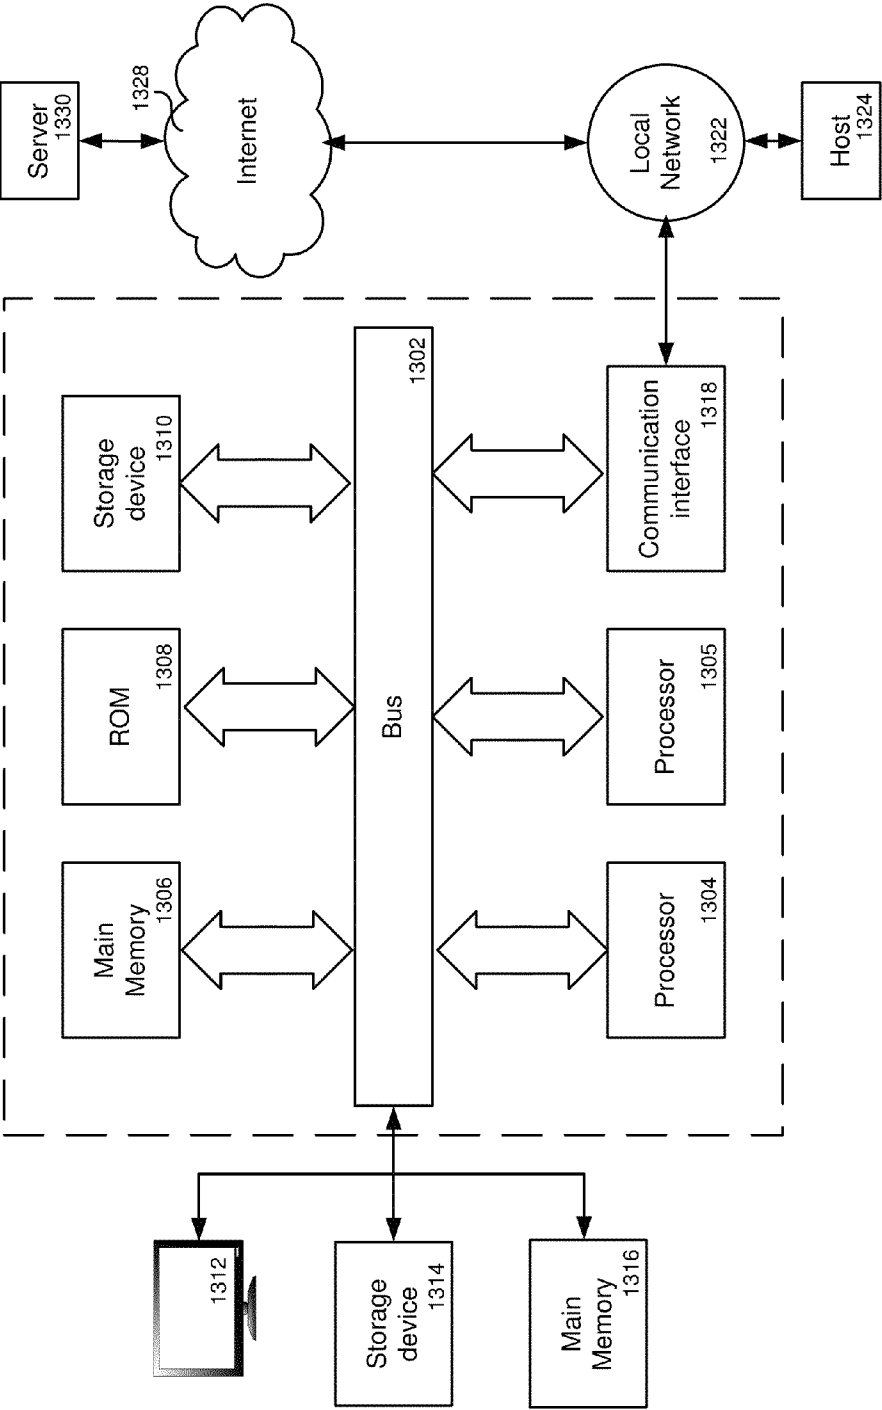 Server
1330
Main
Memory
1306
ROM
1308
Storage
device
1310
1328
Internet
1312
Storage
device
1314
Bus
1302
Main
Memory
1316
Processor
1304
Processor
1305
Communication
interface
1318
Local
Network
1322
Host
1324